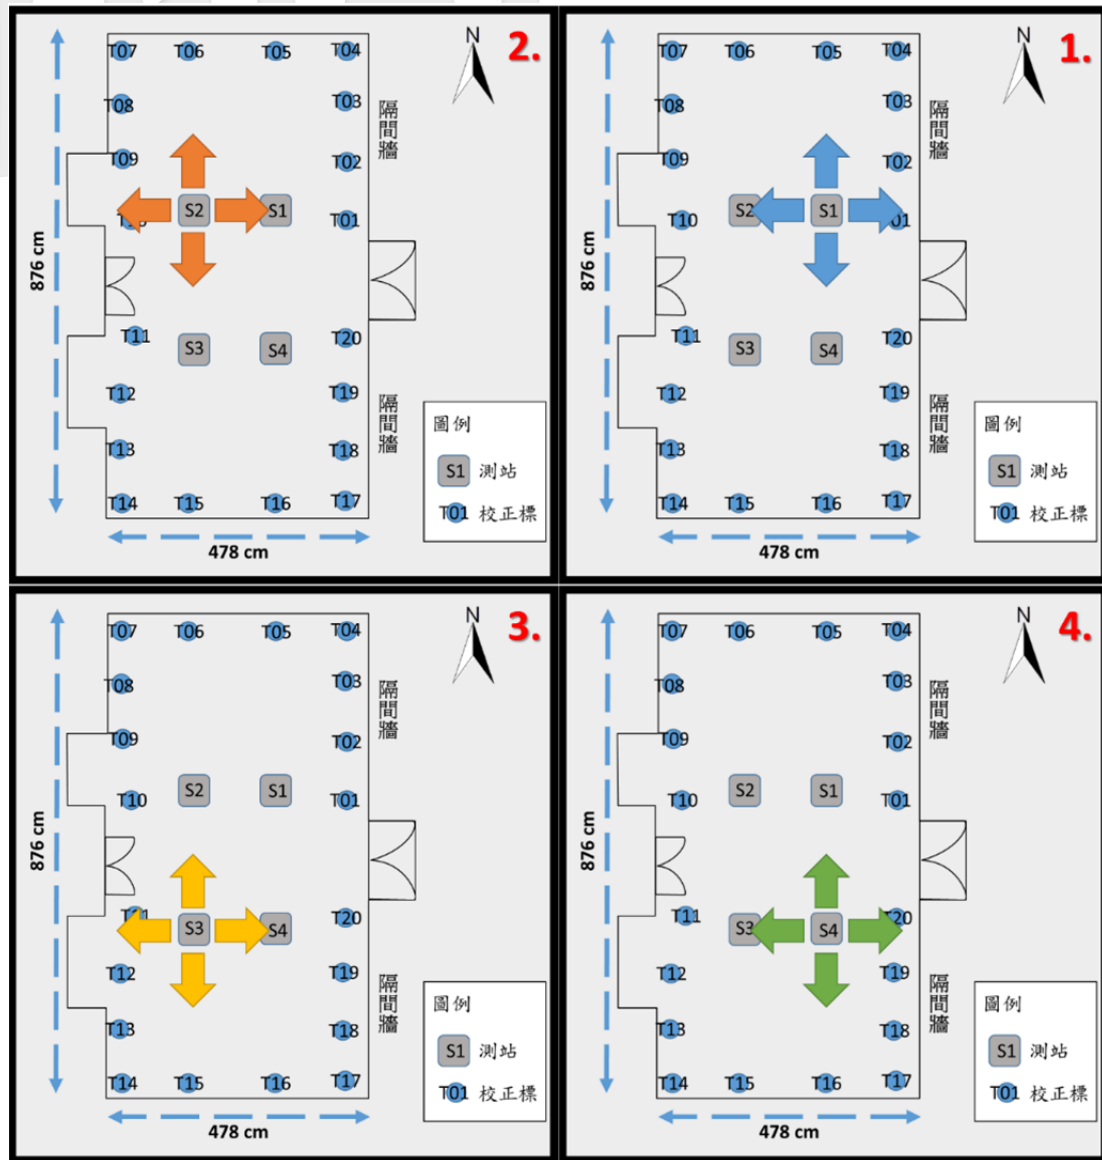 2.
N
T07 T06 T05 T04
T08 T03
T09 T02
S2 S1 T01
T11 S3 S4 T20
T12 T19
T13 T18
T14 T15 T16 T17
隔間牆
隔間牆
876 cm
478 cm
圖例
S1 測站
T01 校正標
1.
N
T07 T06 T05 T04
T08 T03
T09 T02
T10 S2 S1 01
T11 S3 S4 T20
T12 T19
T13 T18
T14 T15 T16 T17
隔間牆
隔間牆
876 cm
478 cm
圖例
S1 測站
T01 校正標
3.
N
T07 T06 T05 T04
T08 T03
T09 T02
T10 S2 S1 T01
S3 S4 T20
T12 T19
T13 T18
T14 T15 T16 T17
隔間牆
隔間牆
876 cm
478 cm
圖例
S1 測站
T01 校正標
4.
N
T07 T06 T05 T04
T08 T03
T09 T02
T10 S2 S1 T01
T11 S3 S4 20
T12 T19
T13 T18
T14 T15 T16 T17
隔間牆
隔間牆
876 cm
478 cm
圖例
S1 測站
T01 校正標